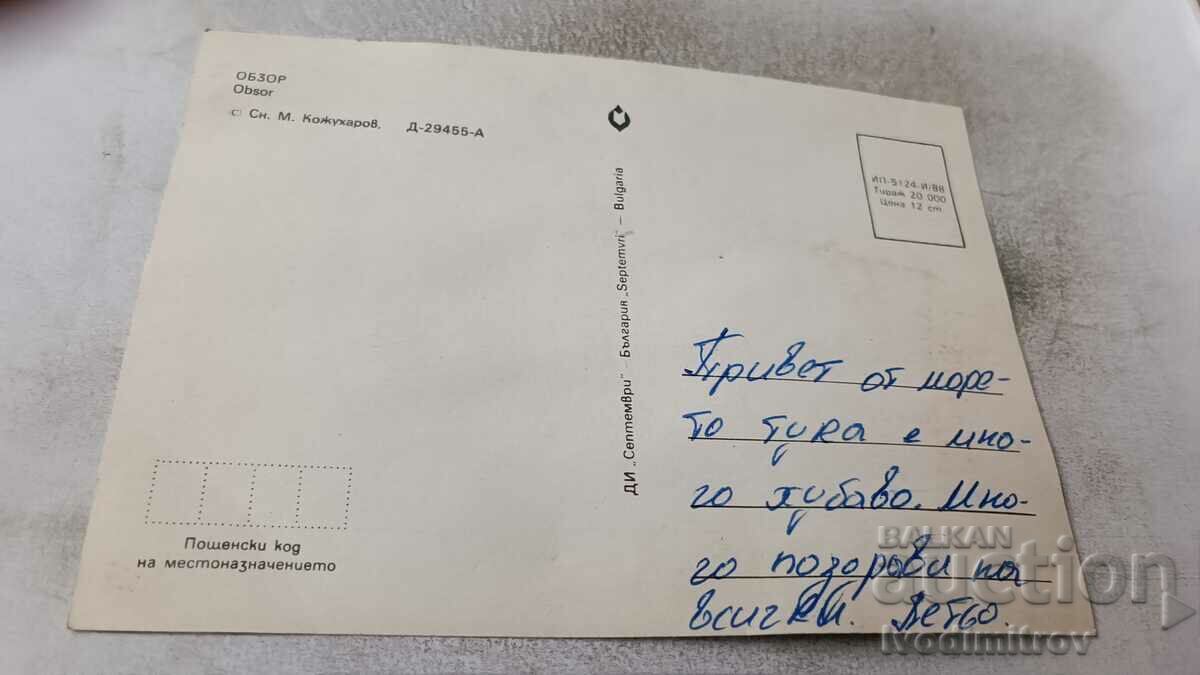 ОБЗОР
Obsor
© Сн. М. Кожухаров. Д-29455-А
ИП-5124-И/88
Тираж 20 000
Цена 12 ст
ДИ „Септември" – България „Septemvri" – Bulgaria
Привет от море-
то тука е мно-
го хубаво. Мно-
го поздрави на
всички.
Пощенски код
на местоназначението
BALKAN
auction
Ivodimitrov